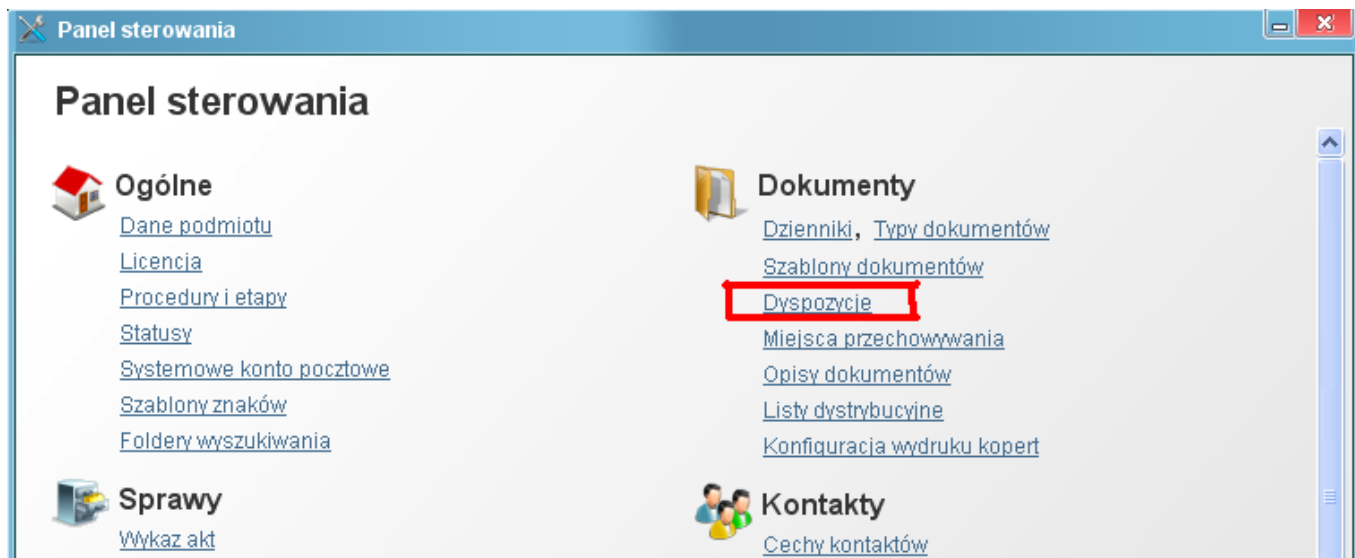 Panel sterowania
Panel sterowania
Ogólne
Dane podmiotu
Licencja
Procedury i etapy
Statusy
Systemowe konto pocztowe
Szablony znaków
Foldery wyszukiwania
Sprawy
Wykaz akt
Dokumenty
Dzienniki, Typy dokumentów
Szablony dokumentów
Dyspozycje
Miejsca przechowywania
Opisy dokumentów
Listy dystrybucyjne
Konfiguracja wydruku kopert
Kontakty
Cechy kontaktów